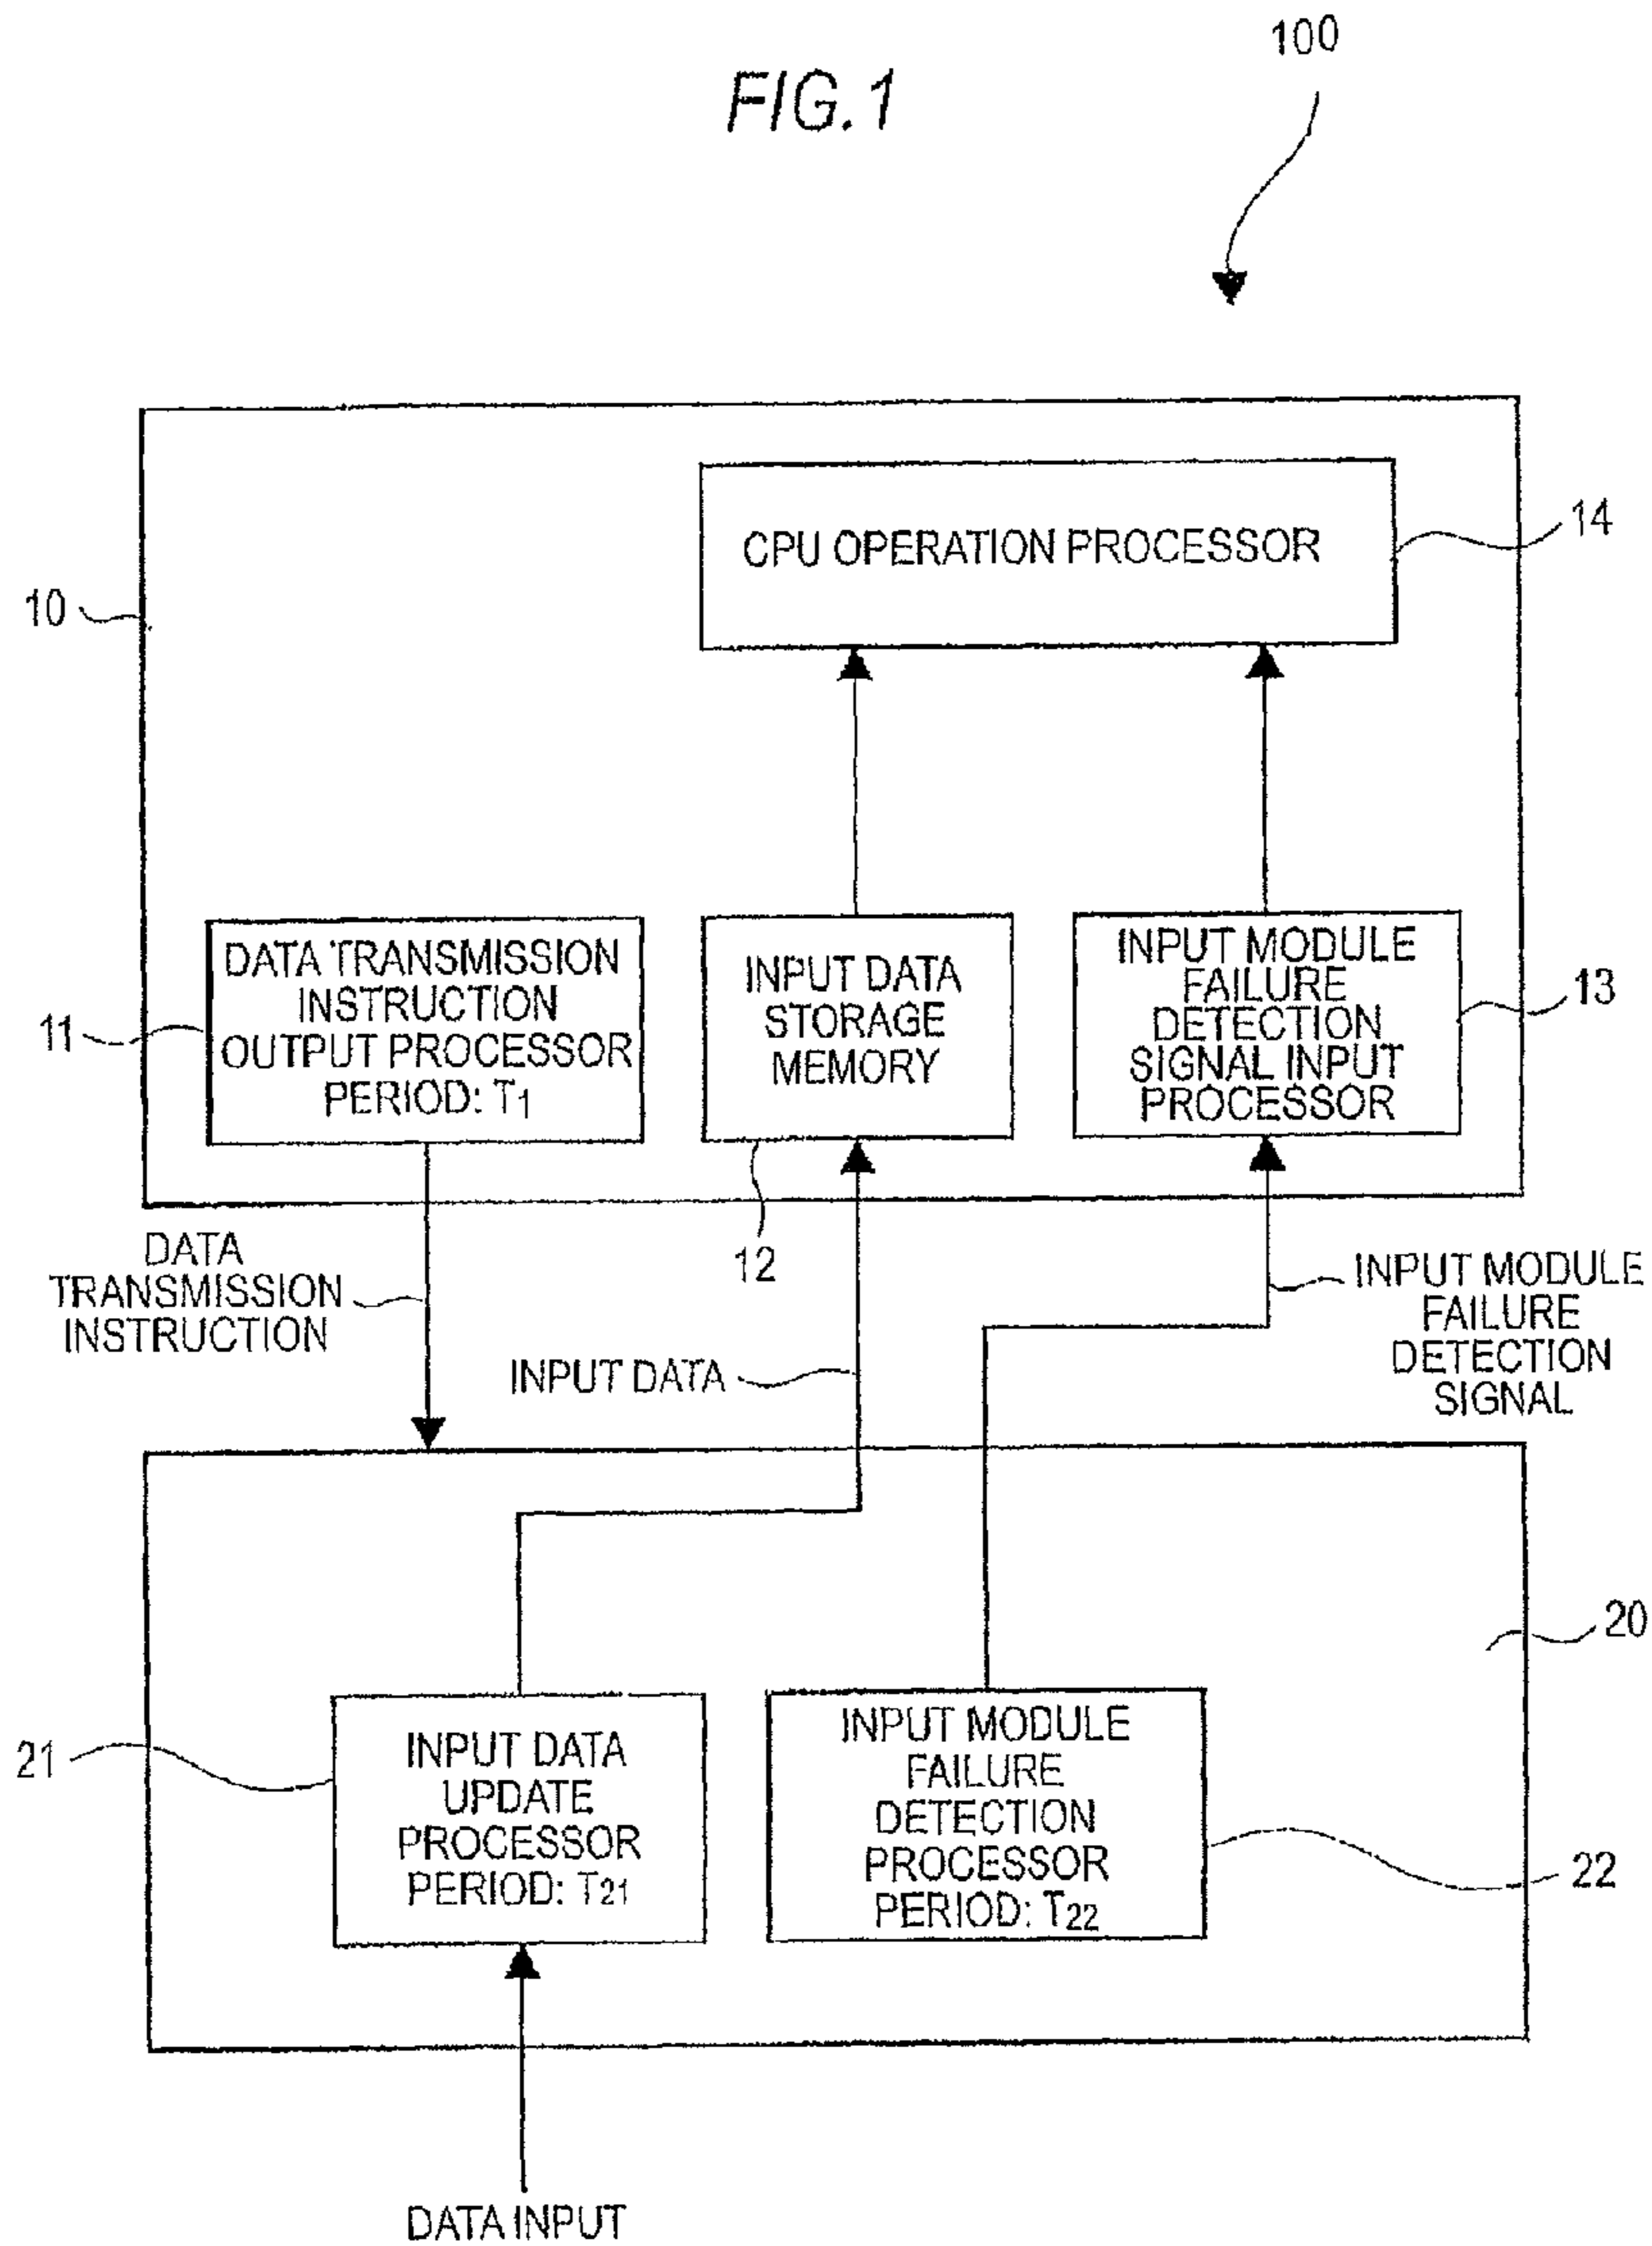 100
FIG. 1
CPU OPERATION PROCESSOR
14
10
DATA TRANSMISSION
INSTRUCTION
OUTPUT PROCESSOR
PERIOD: T1
11
INPUT DATA
STORAGE
MEMORY
12
INPUT MODULE
FAILURE
DETECTION
SIGNAL INPUT
PROCESSOR
13
DATA
TRANSMISSION
INSTRUCTION
INPUT DATA
INPUT MODULE
FAILURE
DETECTION
SIGNAL
20
21
INPUT DATA
UPDATE
PROCESSOR
PERIOD: T21
INPUT MODULE
FAILURE
DETECTION
PROCESSOR
PERIOD: T22
22
DATA INPUT